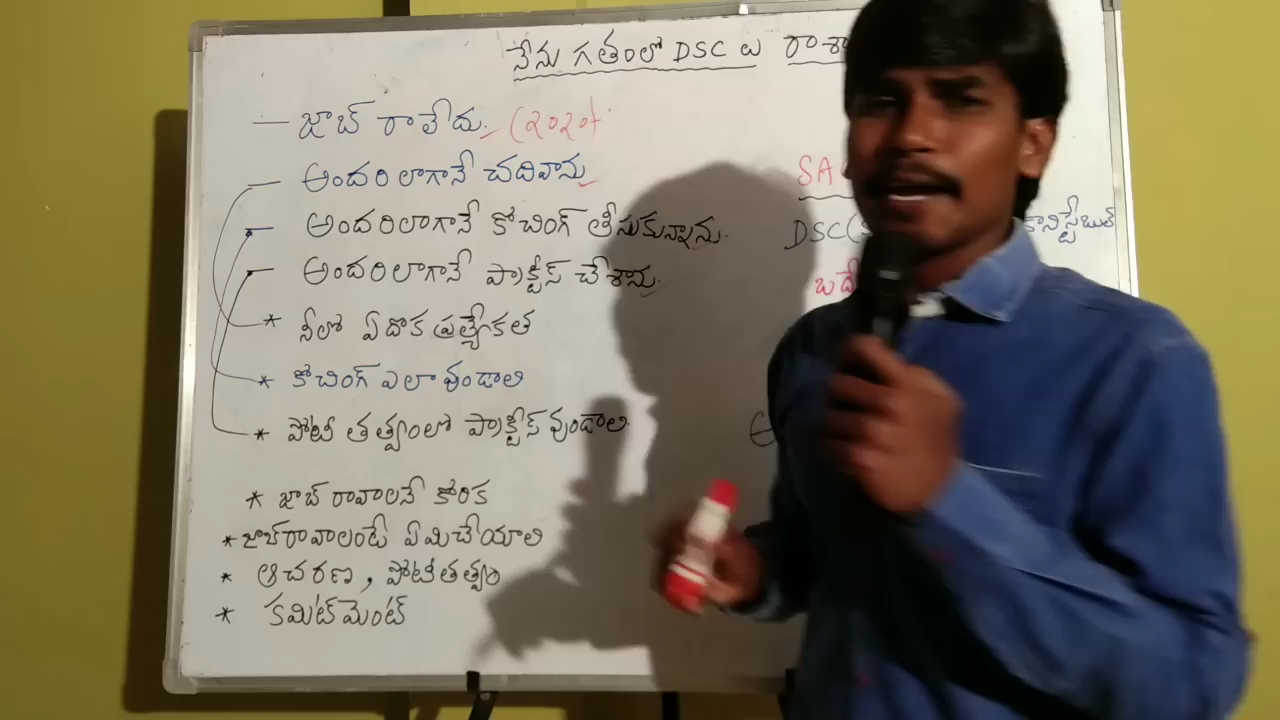 నేను గతంలో DSC లు రాశా
— జాబ్ రాలేదు. (2020)
— అందరిలాగానే చదివాను
SA
— అందరిలాగానే కోచింగ్ తీసుకున్నాను.
DSC( కానిస్టేబుల్
— అందరిలాగానే ప్రాక్టీస్ చేశాను.
* నీలో ఏదొక ప్రత్యేకత
* కోచింగ్ ఎలా వుండాలి
* పోటీ తత్వంలో ప్రాక్టీస్ వుండాలి.
* జాబ్ రావాలనే కోరిక
* జాబ్ రావాలంటే ఏమిచేయాలి
* ఆచరణ, పోటీతత్వం
* కమిట్‌మెంట్